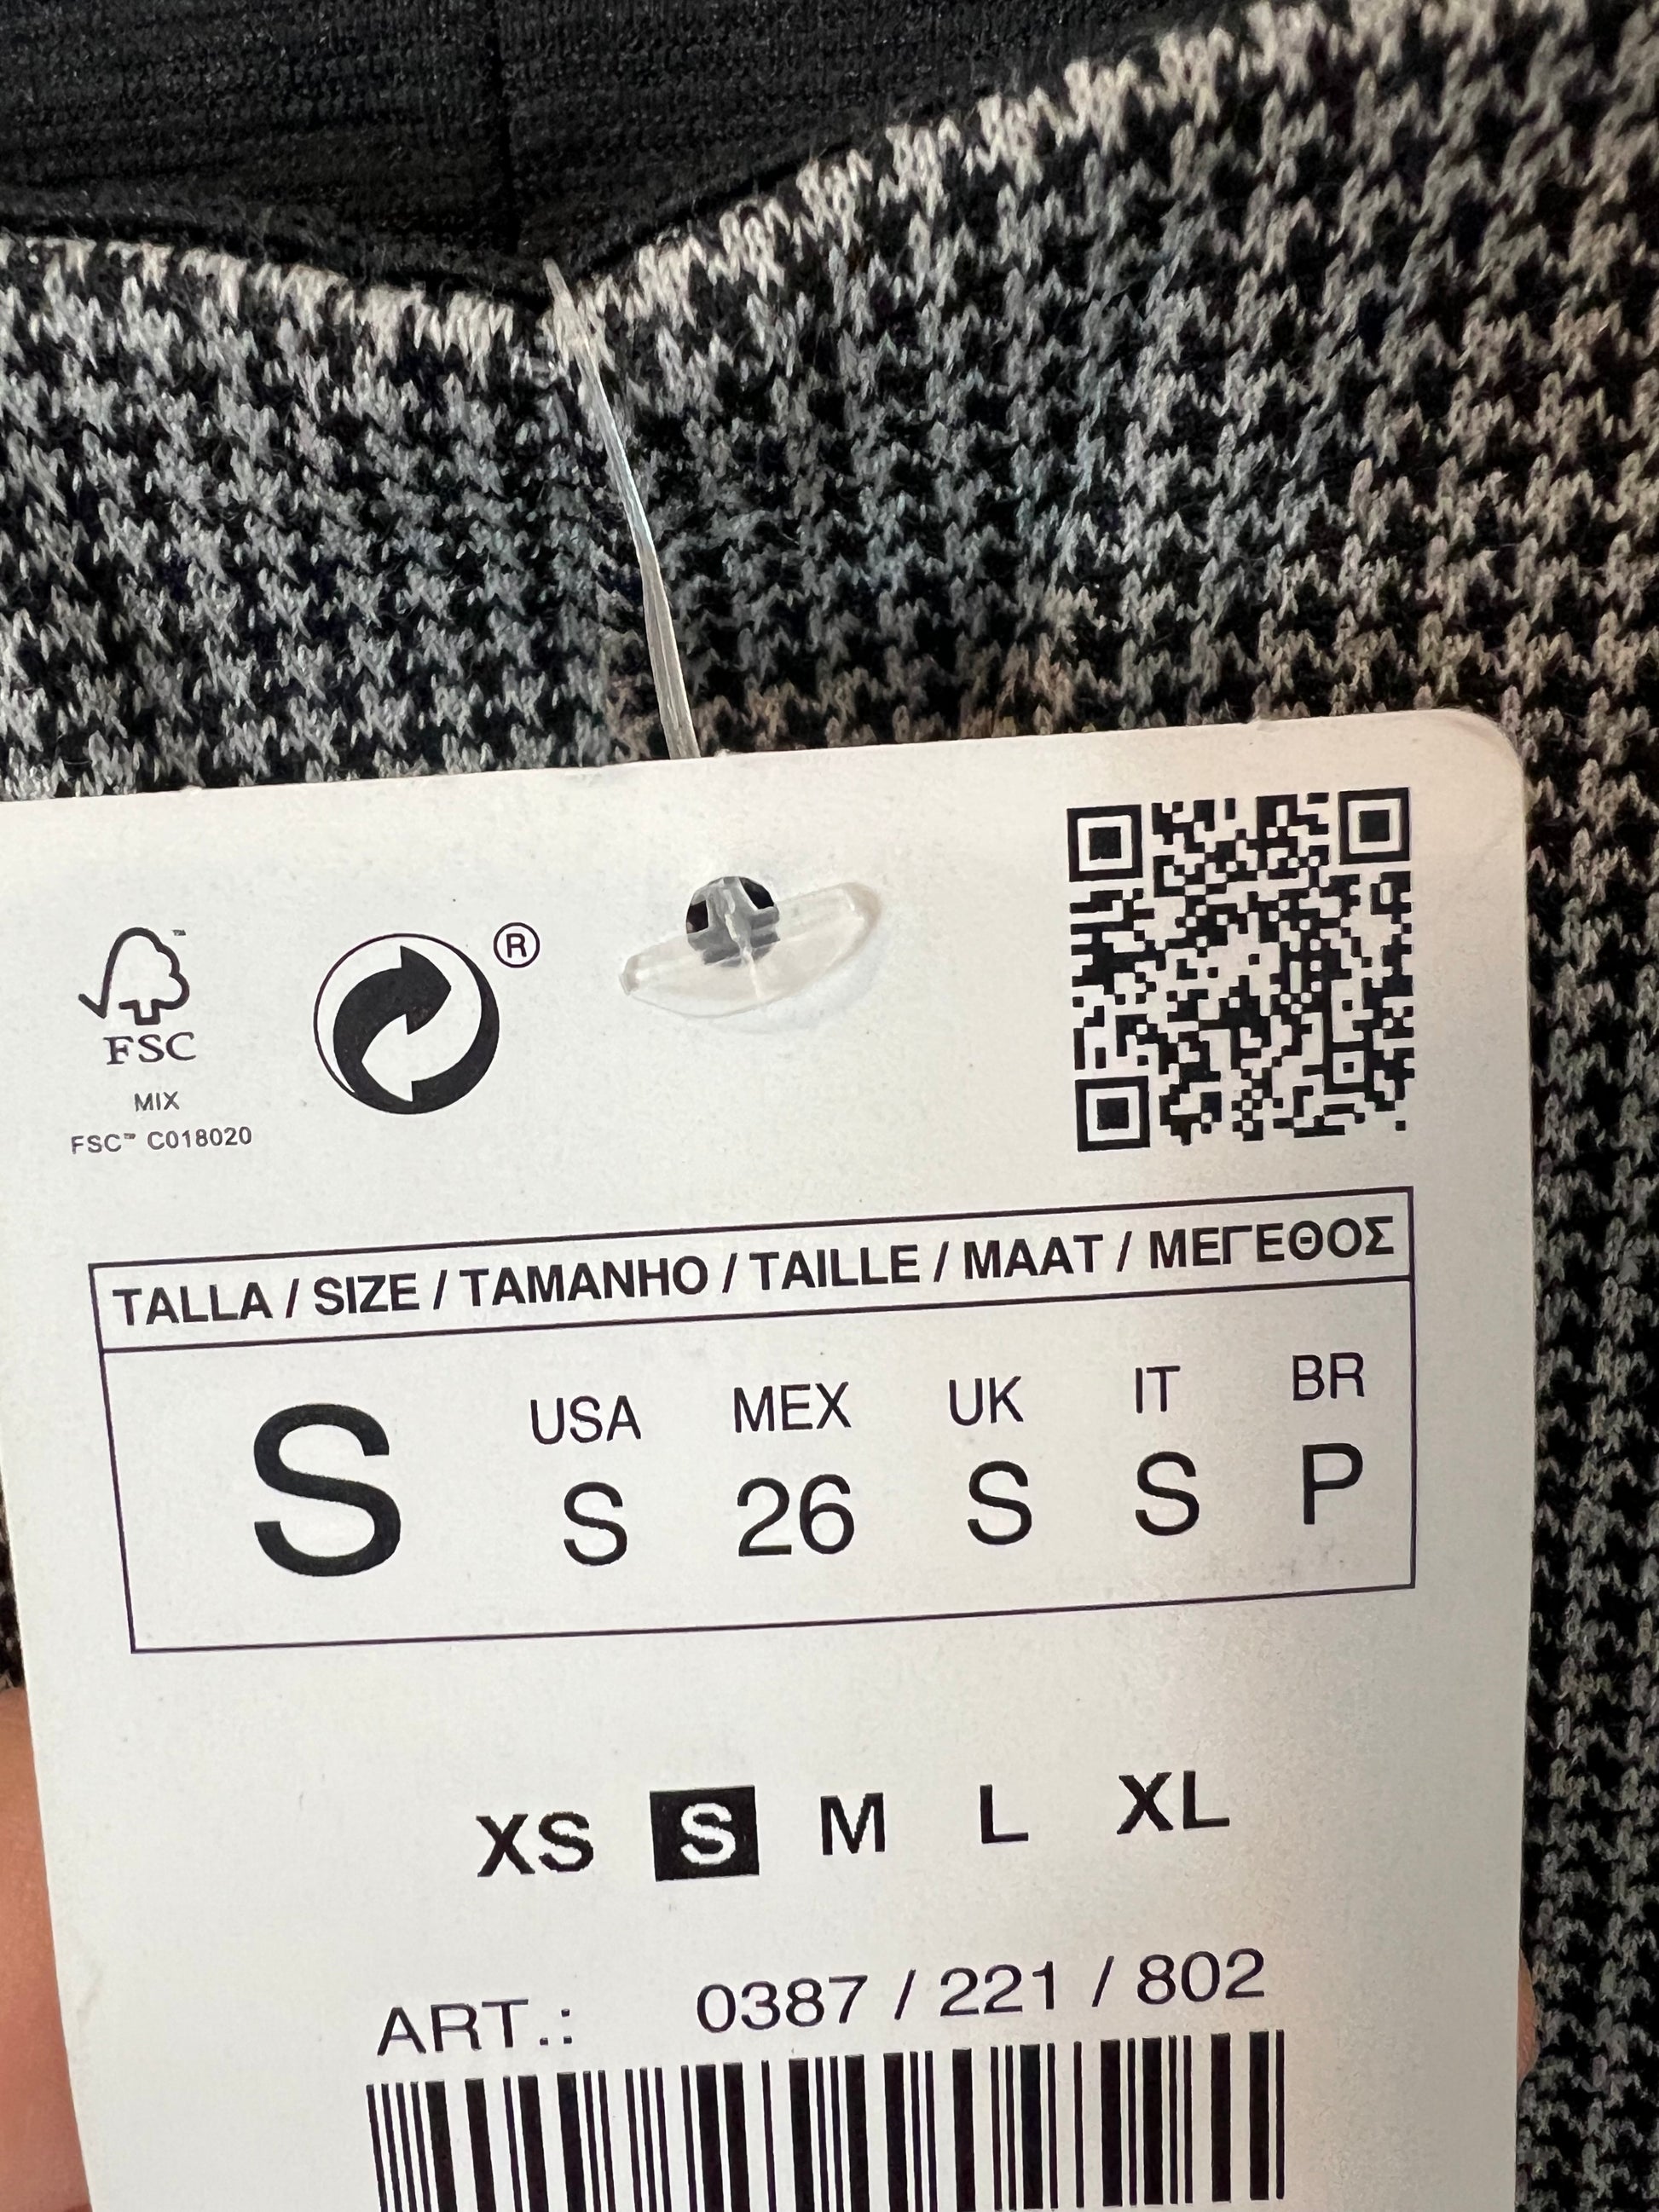 FSC™
MIX
FSC™ C018020
®
TALLA / SIZE / TAMANHO / TAILLE / MAAT / ΜΕΓΕΘΟΣ
S
USA MEX UK IT BR
S 26 S S P
XS S M L XL
ART.: 0387 / 221 / 802